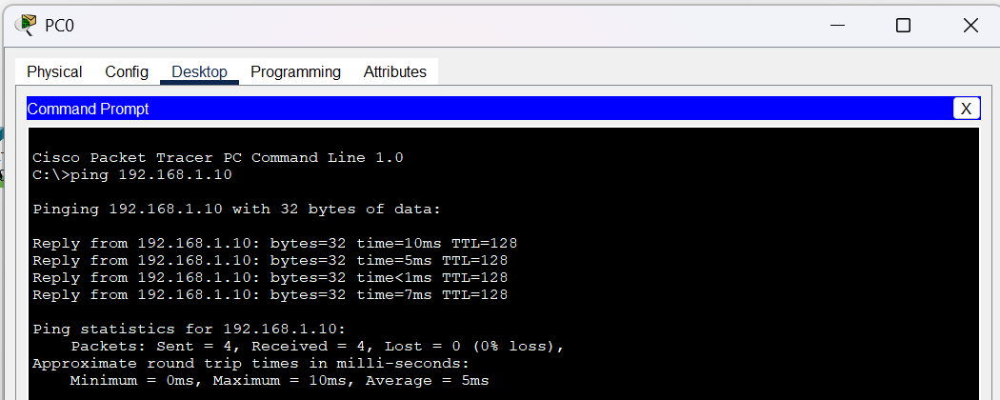 PC0
Physical Config Desktop Programming Attributes
Command Prompt X
Cisco Packet Tracer PC Command Line 1.0
C:\>ping 192.168.1.10
Pinging 192.168.1.10 with 32 bytes of data:
Reply from 192.168.1.10: bytes=32 time=10ms TTL=128
Reply from 192.168.1.10: bytes=32 time=5ms TTL=128
Reply from 192.168.1.10: bytes=32 time<1ms TTL=128
Reply from 192.168.1.10: bytes=32 time=7ms TTL=128
Ping statistics for 192.168.1.10:
Packets: Sent = 4, Received = 4, Lost = 0 (0% loss),
Approximate round trip times in milli-seconds:
Minimum = 0ms, Maximum = 10ms, Average = 5ms